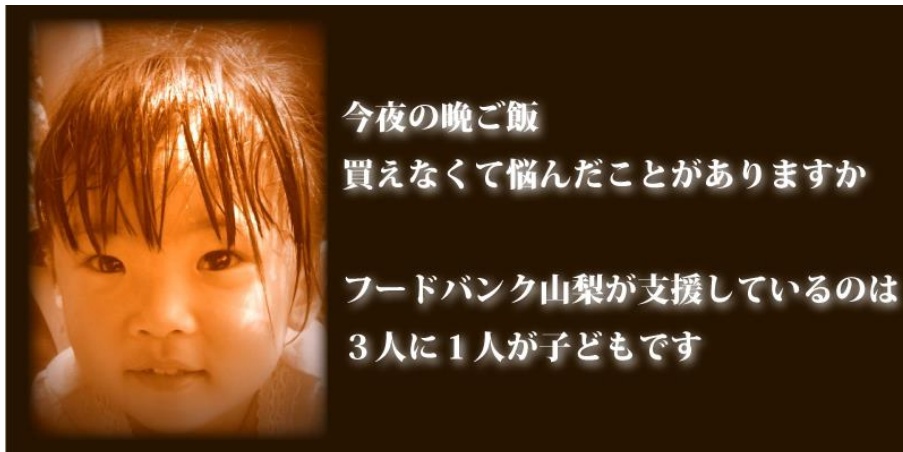 今夜の晩ご飯
買えなくて悩んだことがありますか
フードバンク山梨が支援しているのは
３人に１人が子どもです